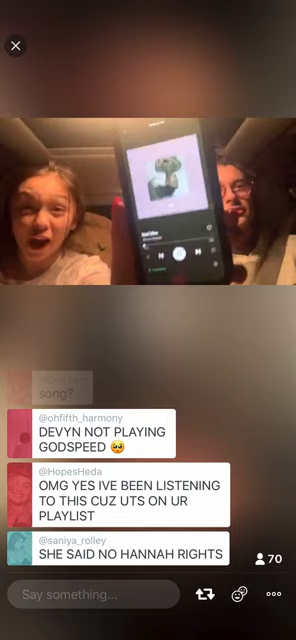 song?
@ohfifth_harmony
DEVYN NOT PLAYING
GODSPEED 🥺
@HopesHeda
OMG YES IVE BEEN LISTENING
TO THIS CUZ UTS ON UR
PLAYLIST
@saniya_rolley
SHE SAID NO HANNAH RIGHTS
70
Say something...